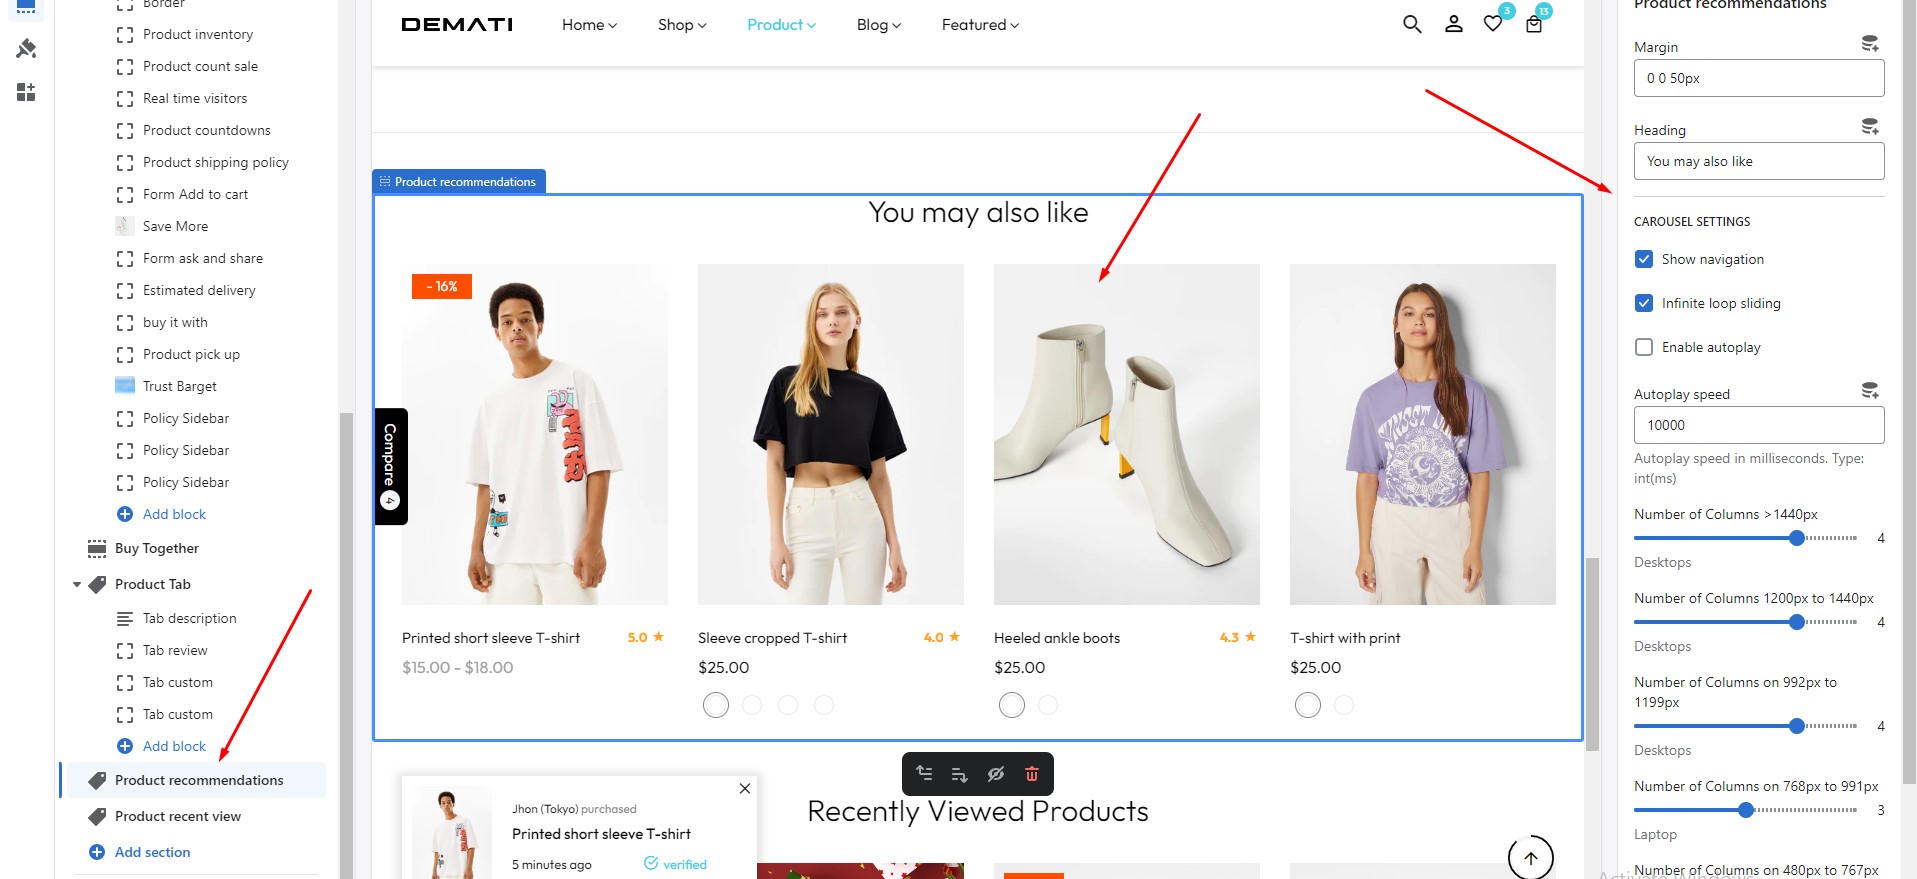 Border
Product inventory
Product count sale
Real time visitors
Product countdowns
Product shipping policy
Form Add to cart
Save More
Form ask and share
Estimated delivery
buy it with
Product pick up
Trust Barget
Policy Sidebar
Policy Sidebar
Policy Sidebar
Add block
Buy Together
Product Tab
Tab description
Tab review
Tab custom
Tab custom
Add block
Product recommendations
Product recent view
Add section
DEMATI
Home
Shop
Product
Blog
Featured
3
13
Product recommendations
You may also like
- 16%
Compare 4
Printed short sleeve T-shirt 5.0
$15.00 - $18.00
Sleeve cropped T-shirt 4.0
$25.00
Heeled ankle boots 4.3
$25.00
T-shirt with print
$25.00
Recently Viewed Products
Jhon (Tokyo) purchased
Printed short sleeve T-shirt
5 minutes ago verified
Product recommendations
Margin
0 0 50px
Heading
You may also like
CAROUSEL SETTINGS
Show navigation
Infinite loop sliding
Enable autoplay
Autoplay speed
10000
Autoplay speed in milliseconds. Type:
int(ms)
Number of Columns >1440px
4
Desktops
Number of Columns 1200px to 1440px
4
Desktops
Number of Columns on 992px to
1199px
4
Desktops
Number of Columns on 768px to 991px
3
Laptop
Number of Columns on 480px to 767px
Activate Windows